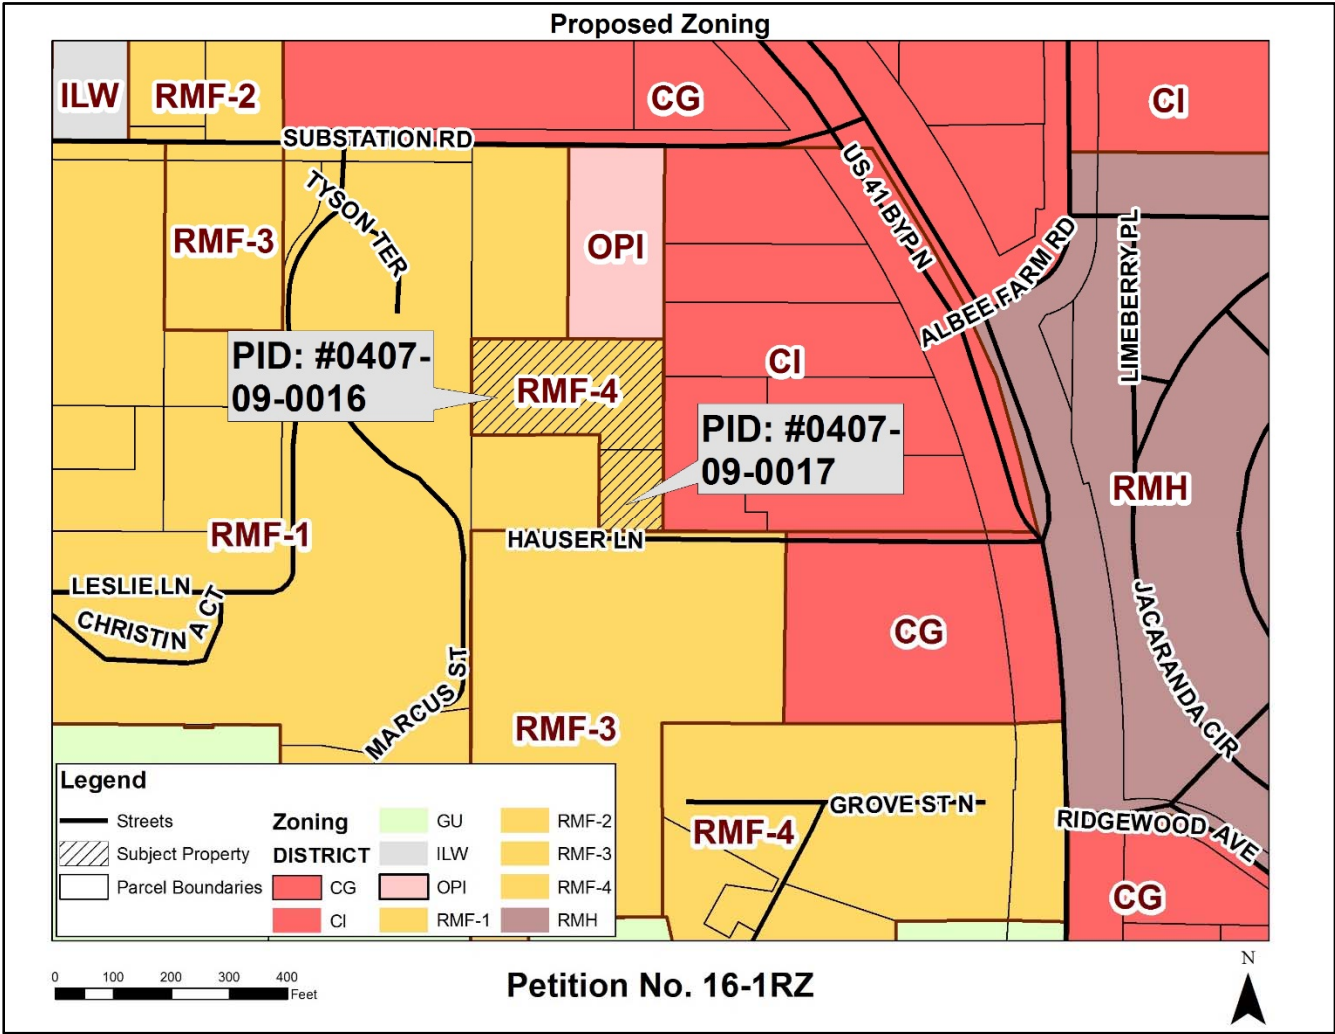 Proposed Zoning
ILW
RMF-2
CG
CI
SUBSTATION RD
TYSON TER
US 41 BYP N
RMF-3
OPI
ALBEE FARM RD
LIMEBERRY PL
PID: #0407-
09-0016
RMF-4
CI
PID: #0407-
09-0017
RMH
RMF-1
HAUSER LN
LESLIE LN
CHRISTIN A CT
JACARANDA CIR
CG
MARCUS ST
RMF-3
GROVE ST N
RMF-4
RIDGEWOOD AVE
CG
Legend
Streets
Subject Property
Parcel Boundaries
Zoning
DISTRICT
CG
CI
GU
ILW
OPI
RMF-1
RMF-2
RMF-3
RMF-4
RMH
0 100 200 300 400
Feet
Petition No. 16-1RZ
N